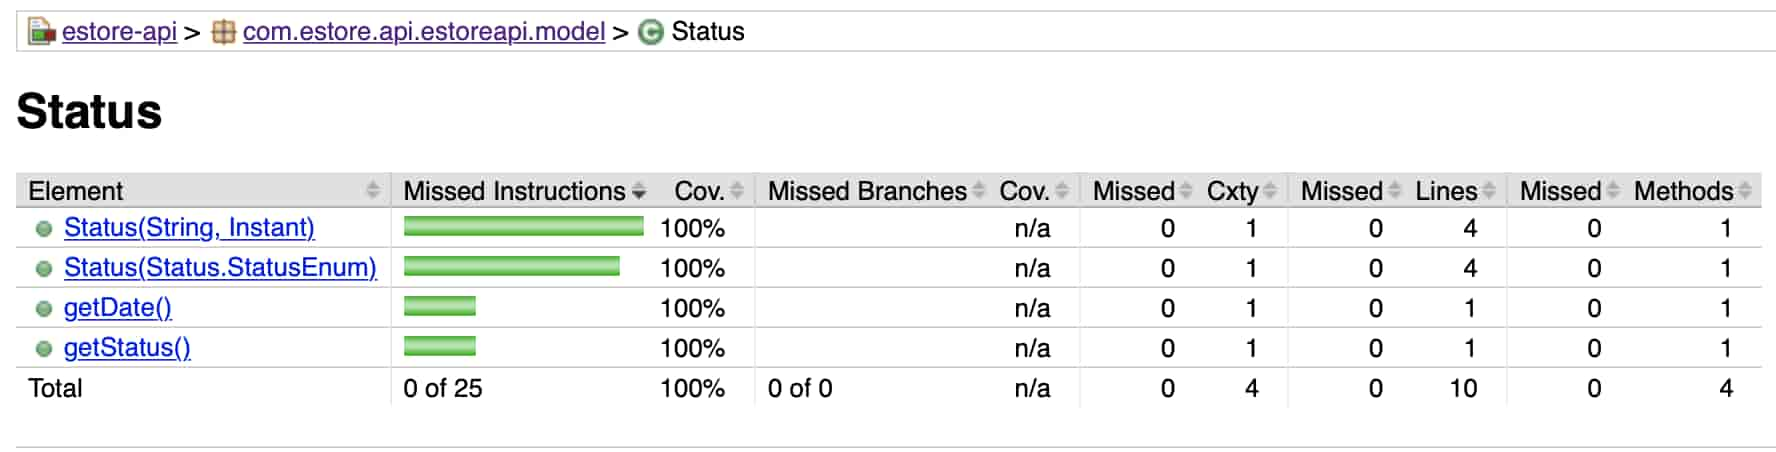 estore-api > com.estore.api.estoreapi.model > Status
Status
Element Missed Instructions Cov. Missed Branches Cov. Missed Cxty Missed Lines Missed Methods
Status(String, Instant) 100% n/a 0 1 0 4 0 1
Status(Status.StatusEnum) 100% n/a 0 1 0 4 0 1
getDate() 100% n/a 0 1 0 1 0 1
getStatus() 100% n/a 0 1 0 1 0 1
Total 0 of 25 100% 0 of 0 n/a 0 4 0 10 0 4